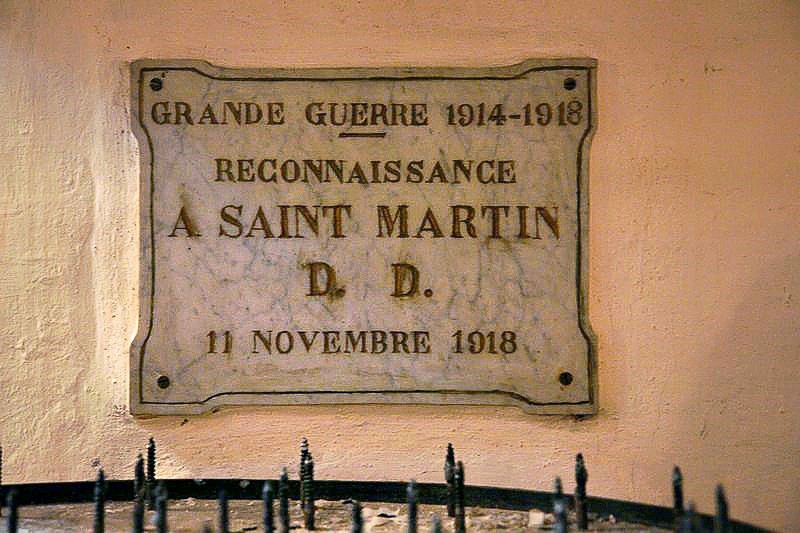 GRANDE GUERRE 1914-1918
RECONNAISSANCE
A SAINT MARTIN
D. D.
11 NOVEMBRE 1918